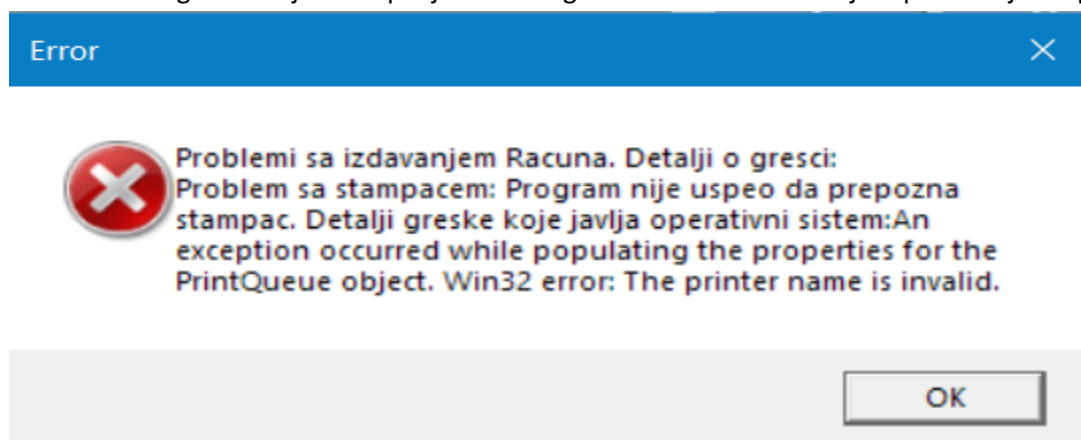 Error
Problemi sa izdavanjem Racuna. Detalji o gresci:
Problem sa stampacem: Program nije uspeo da prepozna
stampac. Detalji greske koje javlja operativni sistem:An
exception occurred while populating the properties for the
PrintQueue object. Win32 error: The printer name is invalid.
OK